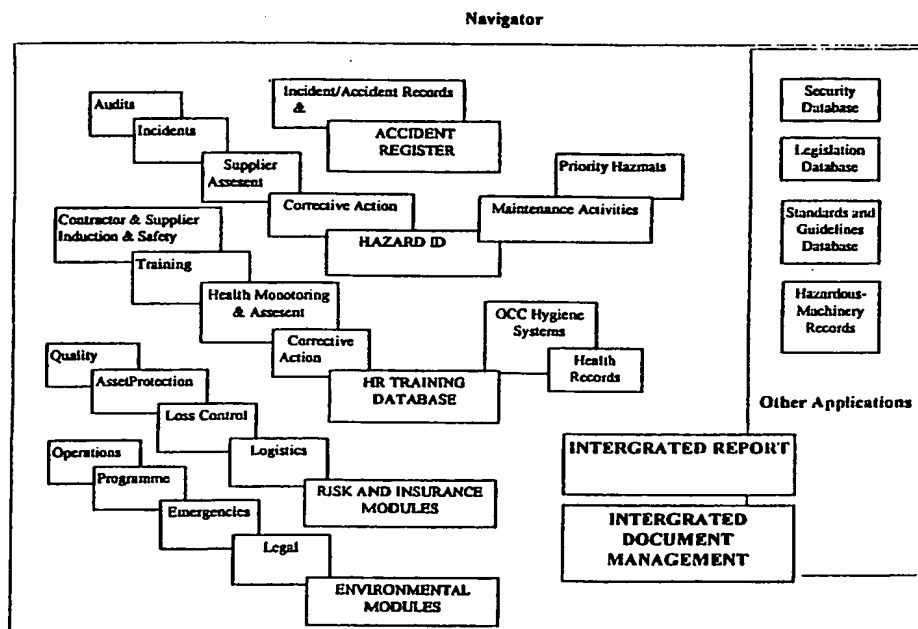 Navigator
Audits
Incidents
Supplier
Assesent
Corrective Action
HAZARD ID
Incident/Accident Records
&
ACCIDENT
REGISTER
Priority Hazmats
Maintenance Activities
Contractor & Supplier
Induction & Safety
Training
Health Monotoring
& Assesent
Corrective
Action
HR TRAINING
DATABASE
OCC Hygiene
Systems
Health
Records
Quality
AssetProtection
Loss Control
Logistics
RISK AND INSURANCE
MODULES
Operations
Programme
Emergencies
Legal
ENVIRONMENTAL
MODULES
Security
Database
Legislation
Database
Standards and
Guidelines
Database
Hazardous-
Machinery
Records
Other Applications
INTERGRATED REPORT
INTERGRATED
DOCUMENT
MANAGEMENT